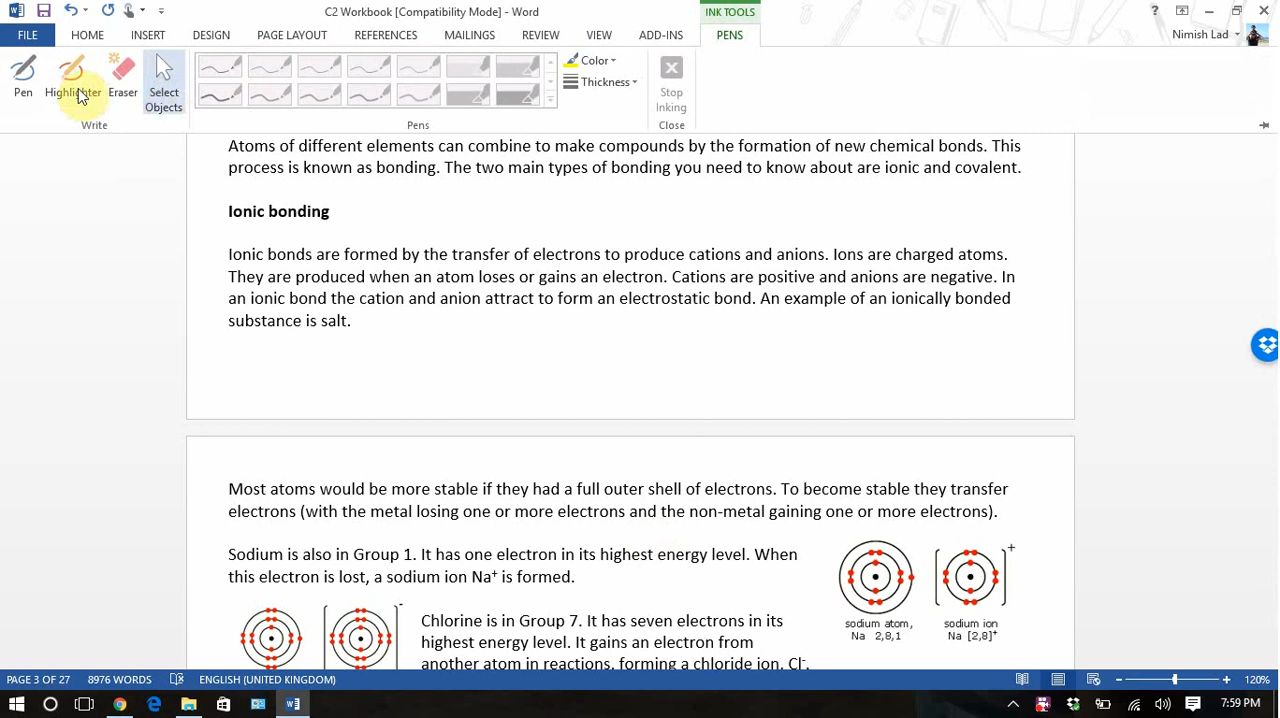 C2 Workbook [Compatibility Mode] - Word
INK TOOLS
FILE HOME INSERT DESIGN PAGE LAYOUT REFERENCES MAILINGS REVIEW VIEW ADD-INS PENS
Nimish Lad
Pen Highlighter Eraser Select Objects
Color
Thickness
Stop Inking
Write Pens Close
Atoms of different elements can combine to make compounds by the formation of new chemical bonds. This
process is known as bonding. The two main types of bonding you need to know about are ionic and covalent.
Ionic bonding
Ionic bonds are formed by the transfer of electrons to produce cations and anions. Ions are charged atoms.
They are produced when an atom loses or gains an electron. Cations are positive and anions are negative. In
an ionic bond the cation and anion attract to form an electrostatic bond. An example of an ionically bonded
substance is salt.
Most atoms would be more stable if they had a full outer shell of electrons. To become stable they transfer
electrons (with the metal losing one or more electrons and the non-metal gaining one or more electrons).
Sodium is also in Group 1. It has one electron in its highest energy level. When
this electron is lost, a sodium ion Na⁺ is formed.
+
sodium atom,
Na 2,8,1
sodium ion
Na [2,8]⁺
-
Chlorine is in Group 7. It has seven electrons in its
highest energy level. It gains an electron from
another atom in reactions, forming a chloride ion, Cl⁻.
PAGE 3 OF 27 8976 WORDS ENGLISH (UNITED KINGDOM) 120%
7:59 PM